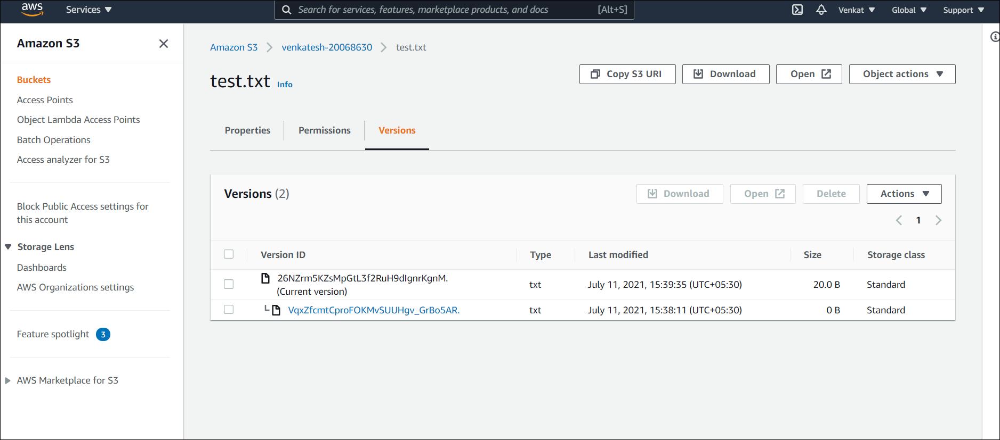 aws
Services
Search for services, features, marketplace products, and docs [Alt+S]
Venkat
Global
Support
Amazon S3
Buckets
Access Points
Object Lambda Access Points
Batch Operations
Access analyzer for S3
Block Public Access settings for
this account
Storage Lens
Dashboards
AWS Organizations settings
Feature spotlight 3
AWS Marketplace for S3
Amazon S3 > venkatesh-20068630 > test.txt
test.txt Info
Copy S3 URI
Download
Open
Object actions
Properties
Permissions
Versions
Versions (2)
Download
Open
Delete
Actions
1
Version ID Type Last modified Size Storage class
26NZrm5KZsMpGtL3f2RuH9dIgnrKgnM.
(Current version) txt July 11, 2021, 15:39:35 (UTC+05:30) 20.0 B Standard
VqxZfcmtCproFOKMvSUUHgv_GrBo5AR. txt July 11, 2021, 15:38:11 (UTC+05:30) 0 B Standard